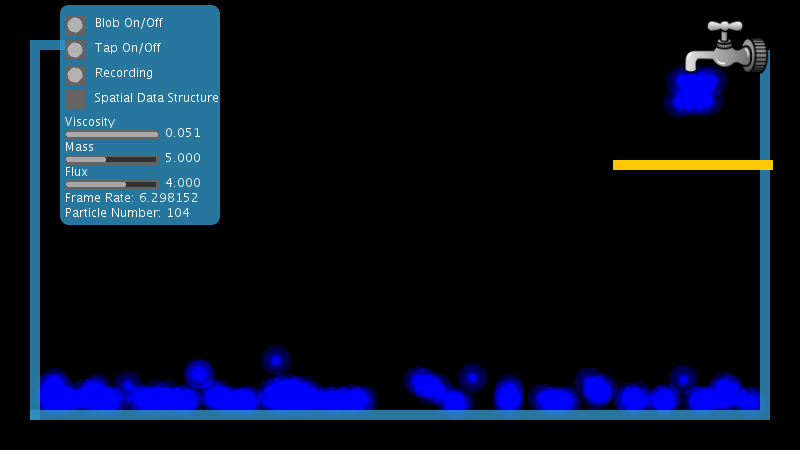 Blob On/Off
Tap On/Off
Recording
Spatial Data Structure
Viscosity
0.051
Mass
5.000
Flux
4.000
Frame Rate: 6.298152
Particle Number: 104